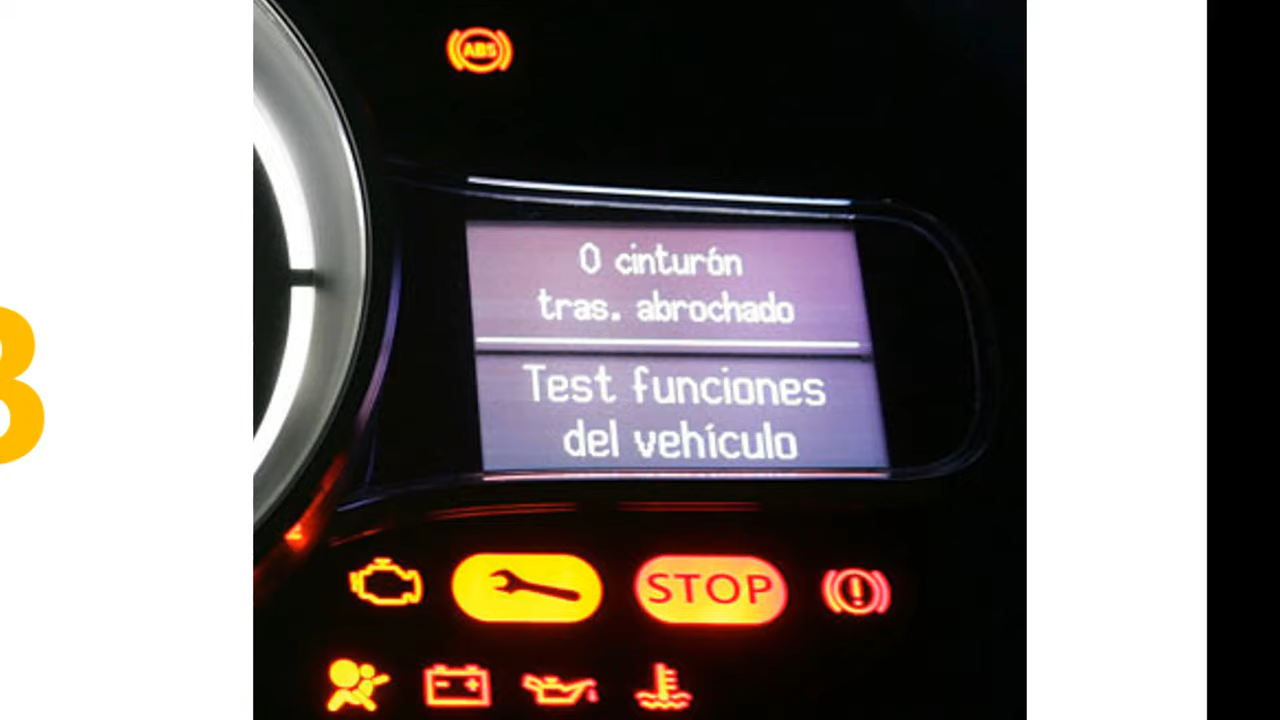 ABS
0 cinturón
tras. abrochado
Test funciones
del vehículo
STOP